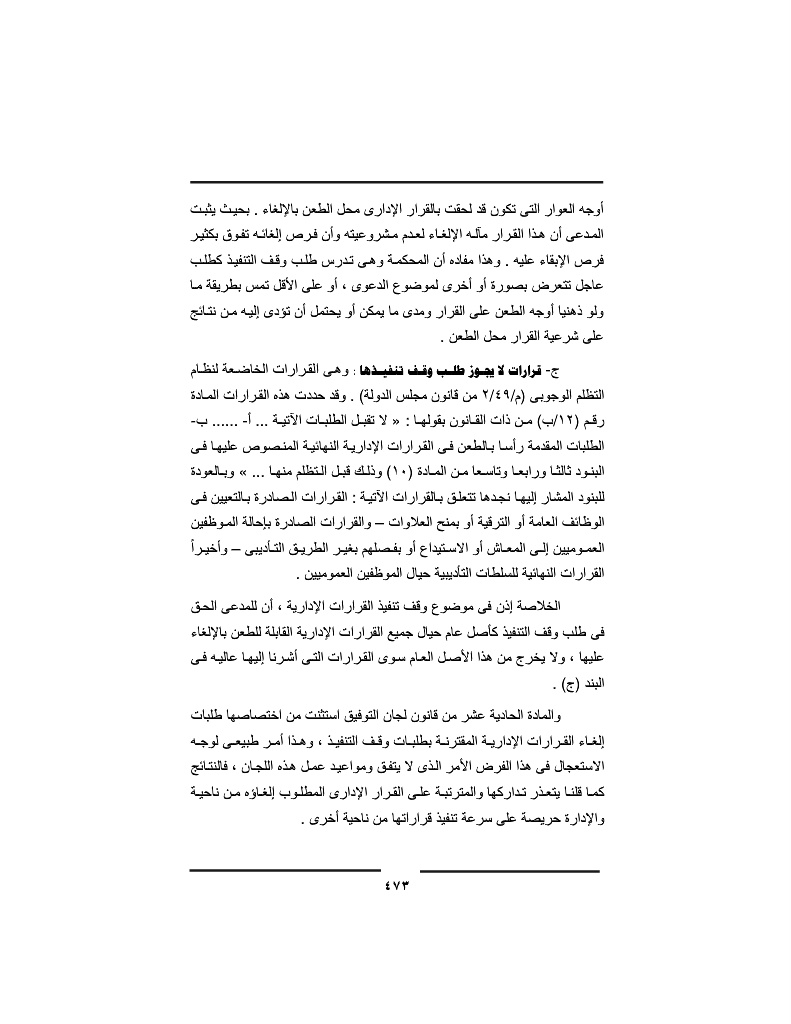 أوجه العوار التى تكون قد لحقت بالقرار الإدارى محل الطعن بالإلغاء . بحيث يثبت
المدعى أن هذا القرار مآله الإلغاء لعدم مشروعيته وأن فرص إلغائه تفوق بكثير
فرص الإبقاء عليه . وهذا مفاده أن المحكمة وهى تدرس طلب وقف التنفيذ كطلب
عاجل تتعرض بصورة أو أخرى لموضوع الدعوى ، أو على الأقل تمس بطريقة ما
ولو ذهنيا أوجه الطعن على القرار ومدى ما يمكن أو يحتمل أن تؤدى إليه من نتائج
على شرعية القرار محل الطعن .
ج- قرارات لا يجوز طلب وقف تنفيذها : وهى القرارات الخاضعة لنظام
التظلم الوجوبى (م/٢/٤٩ من قانون مجلس الدولة) . وقد حددت هذه القرارات المادة
رقم (١٢/ب) من ذات القانون بقولها : « لا تقبل الطلبات الآتية ... أ- ...... ب-
الطلبات المقدمة رأسا بالطعن فى القرارات الإدارية النهائية المنصوص عليها فى
البنود ثالثا ورابعا وتاسعا من المادة (١٠) وذلك قبل التظلم منها ... » وبالعودة
للبنود المشار إليها نجدها تتعلق بالقرارات الآتية : القرارات الصادرة بالتعيين فى
الوظائف العامة أو الترقية أو بمنح العلاوات – والقرارات الصادرة بإحالة الموظفين
العموميين إلى المعاش أو الاستيداع أو بفصلهم بغير الطريق التأديبى – وأخيراً
القرارات النهائية للسلطات التأديبية حيال الموظفين العموميين .
الخلاصة إذن فى موضوع وقف تنفيذ القرارات الإدارية ، أن للمدعى الحق
فى طلب وقف التنفيذ كأصل عام حيال جميع القرارات الإدارية القابلة للطعن بالإلغاء
عليها ، ولا يخرج من هذا الأصل العام سوى القرارات التى أشرنا إليها عاليه فى
البند (ج) .
والمادة الحادية عشر من قانون لجان التوفيق استثنت من اختصاصها طلبات
إلغاء القرارات الإدارية المقترنة بطلبات وقف التنفيذ ، وهذا أمر طبيعى لوجه
الاستعجال فى هذا الفرض الأمر الذى لا يتفق ومواعيد عمل هذه اللجان ، فالنتائج
كما قلنا يتعذر تداركها والمترتبة على القرار الإدارى المطلوب إلغاؤه من ناحية
والإدارة حريصة على سرعة تنفيذ قراراتها من ناحية أخرى .
٤٧٣